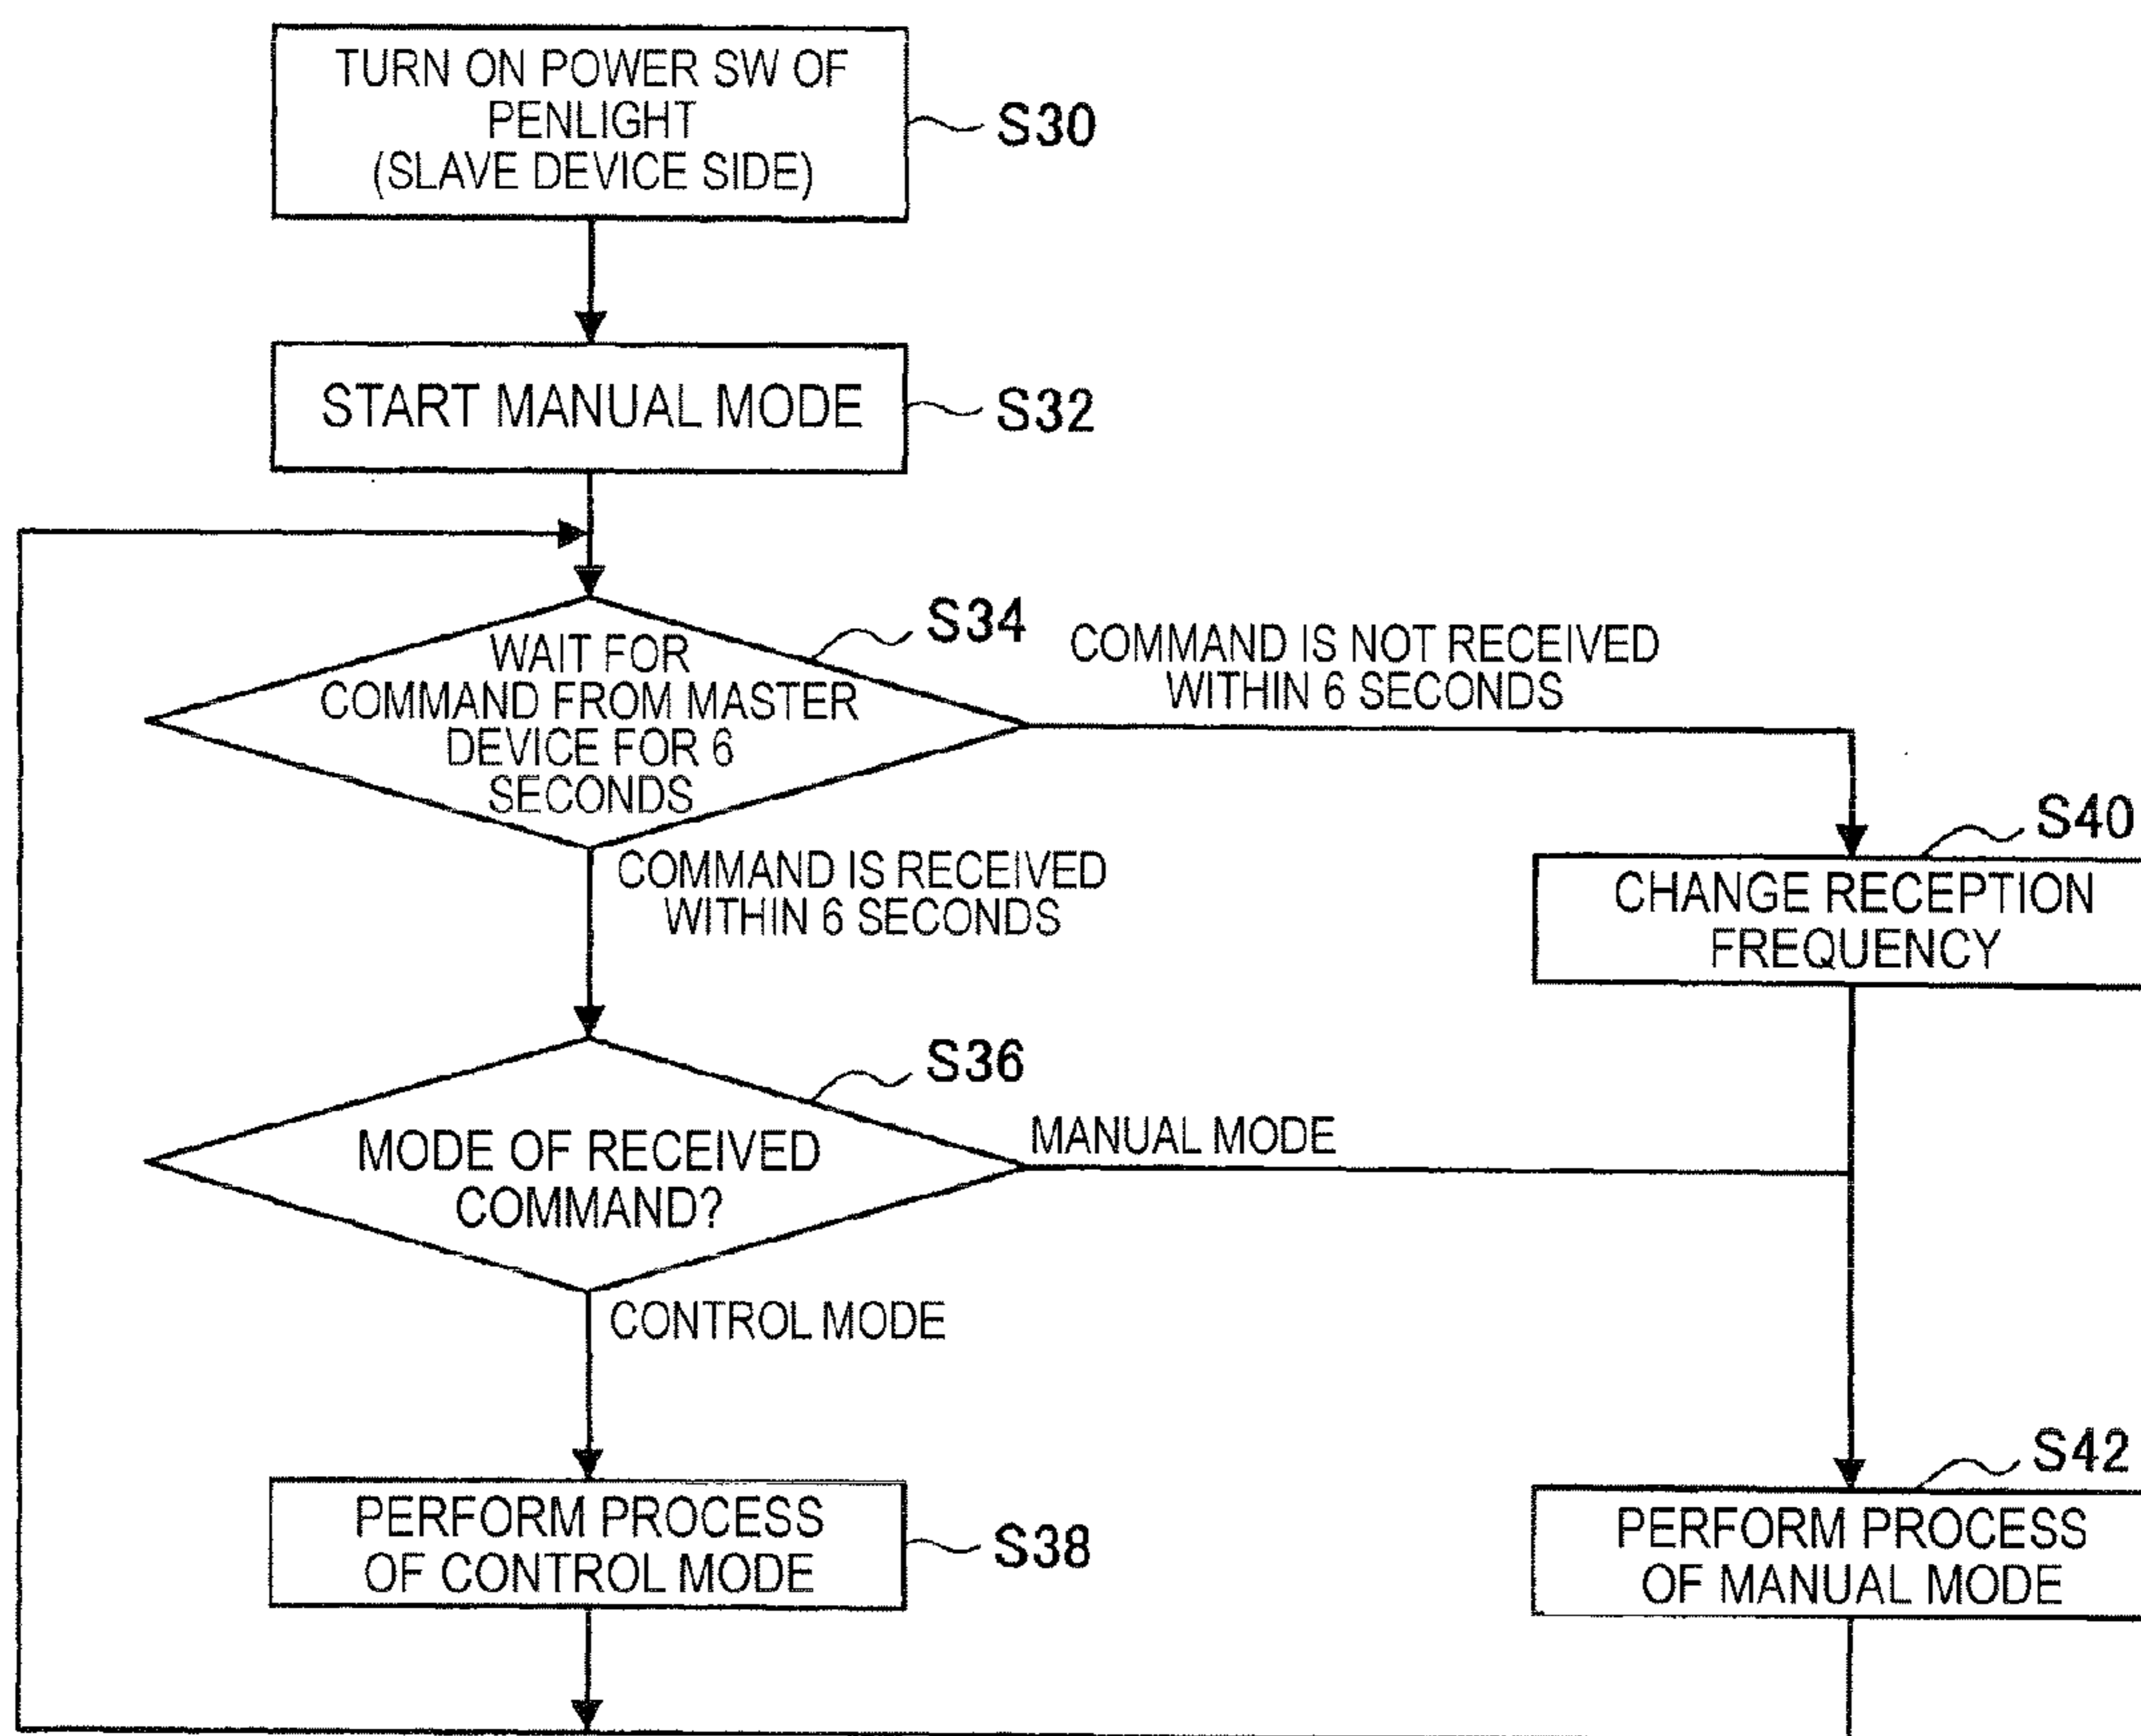 TURN ON POWER SW OF
PENLIGHT
(SLAVE DEVICE SIDE)
S30
START MANUAL MODE
S32
WAIT FOR
COMMAND FROM MASTER
DEVICE FOR 6
SECONDS
S34
COMMAND IS NOT RECEIVED
WITHIN 6 SECONDS
S40
CHANGE RECEPTION
FREQUENCY
COMMAND IS RECEIVED
WITHIN 6 SECONDS
S36
MODE OF RECEIVED
COMMAND?
MANUAL MODE
CONTROL MODE
PERFORM PROCESS
OF CONTROL MODE
S38
S42
PERFORM PROCESS
OF MANUAL MODE